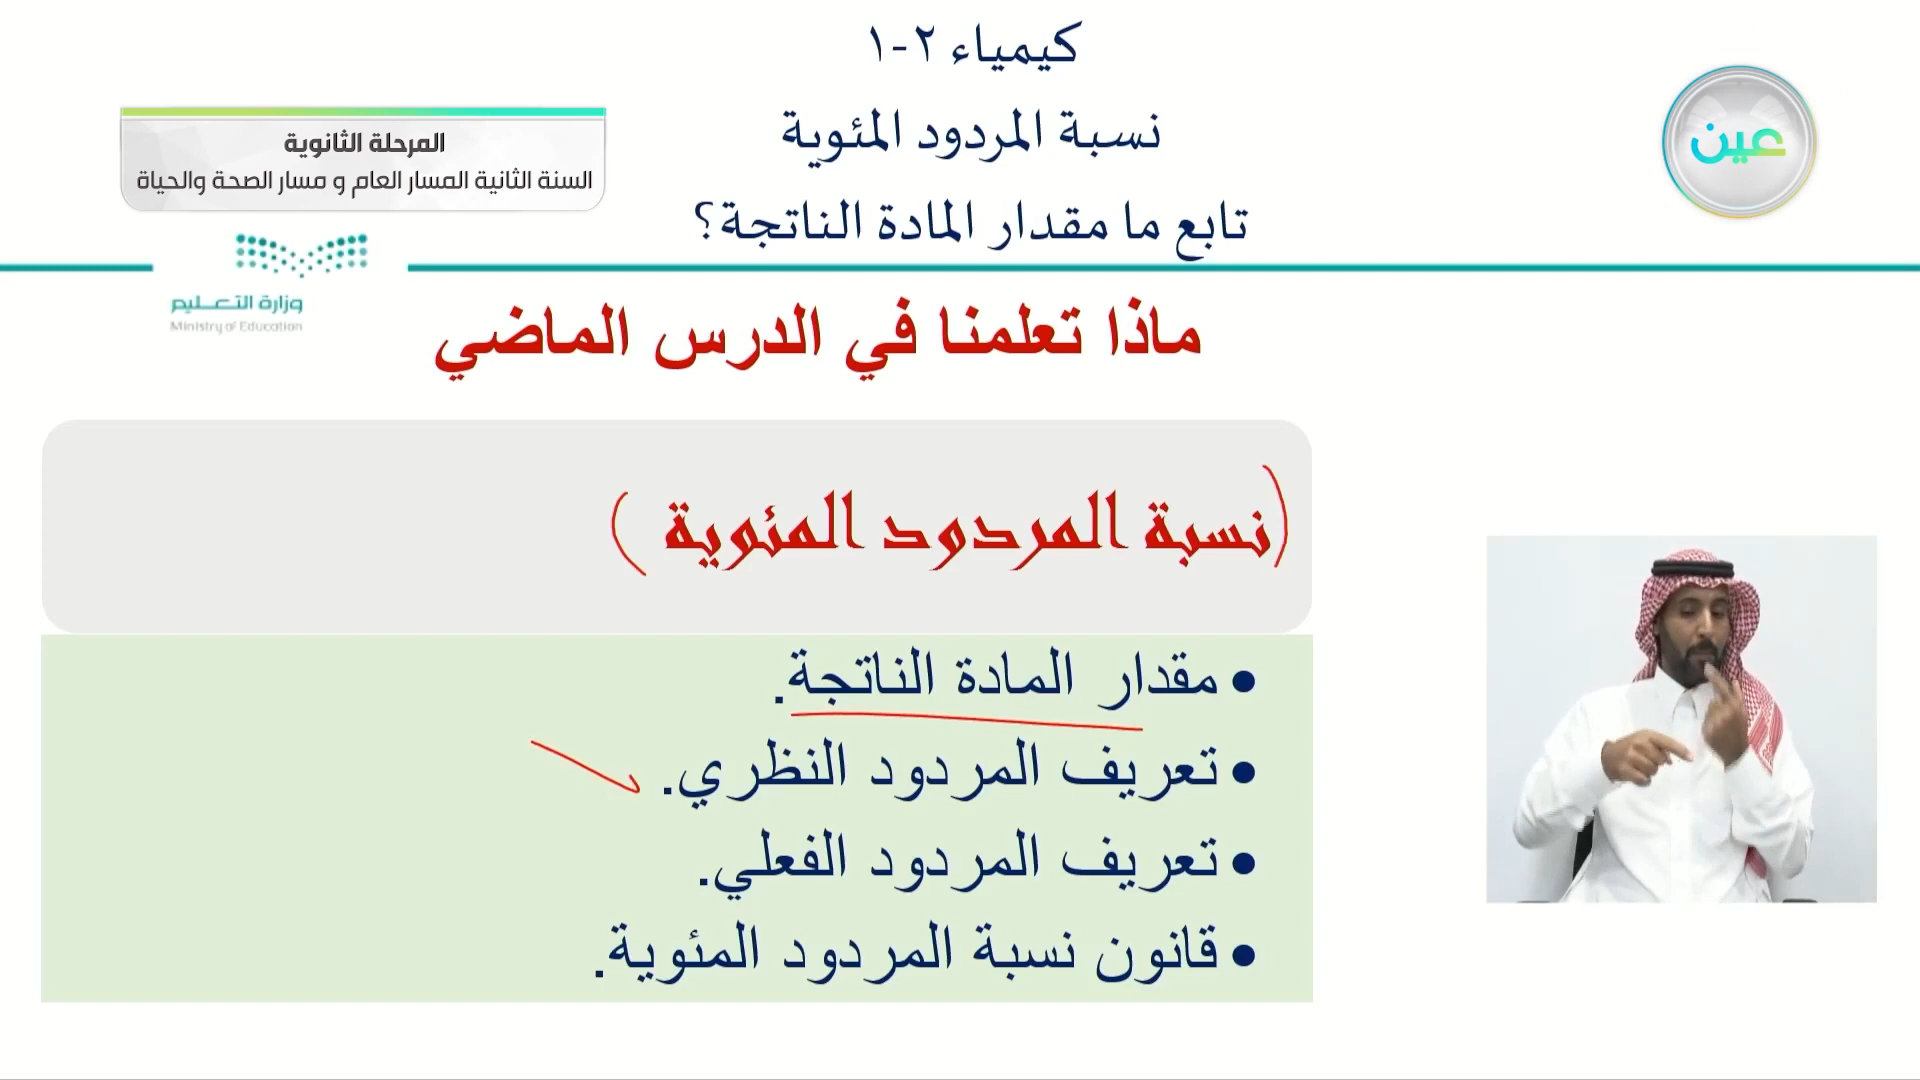 كيمياء ٢-١
نسبة المردود المئوية
تابع ما مقدار المادة الناتجة؟
عين
المرحلة الثانوية
السنة الثانية المسار العام و مسار الصحة والحياة
وزارة التعليم
Ministry of Education
ماذا تعلمنا في الدرس الماضي
(نسبة المردود المئوية )
• مقدار المادة الناتجة.
• تعريف المردود النظري.
• تعريف المردود الفعلي.
• قانون نسبة المردود المئوية.